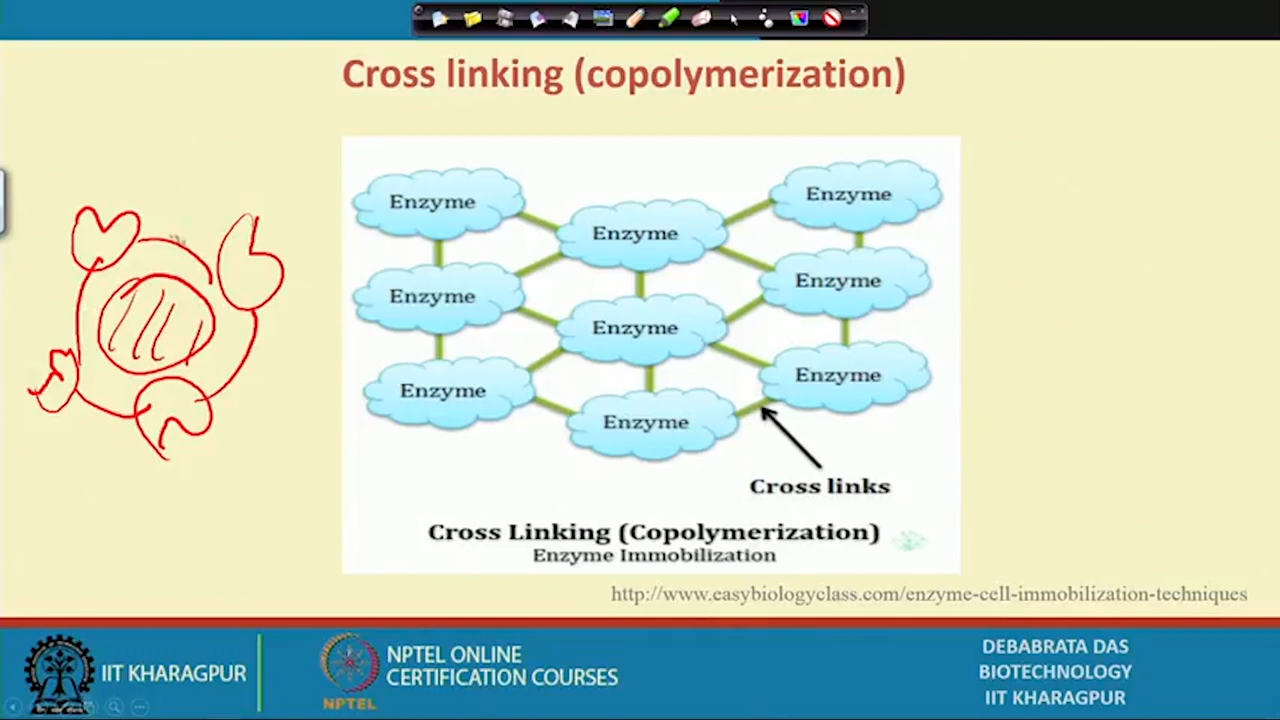 Cross linking (copolymerization)
Enzyme
Enzyme
Enzyme
Enzyme
Enzyme
Enzyme
Enzyme
Enzyme
Enzyme
Cross links
Cross Linking (Copolymerization)
Enzyme Immobilization
http://www.easybiologyclass.com/enzyme-cell-immobilization-techniques
IIT KHARAGPUR
NPTEL
NPTEL ONLINE
CERTIFICATION COURSES
DEBABRATA DAS
BIOTECHNOLOGY
IIT KHARAGPUR